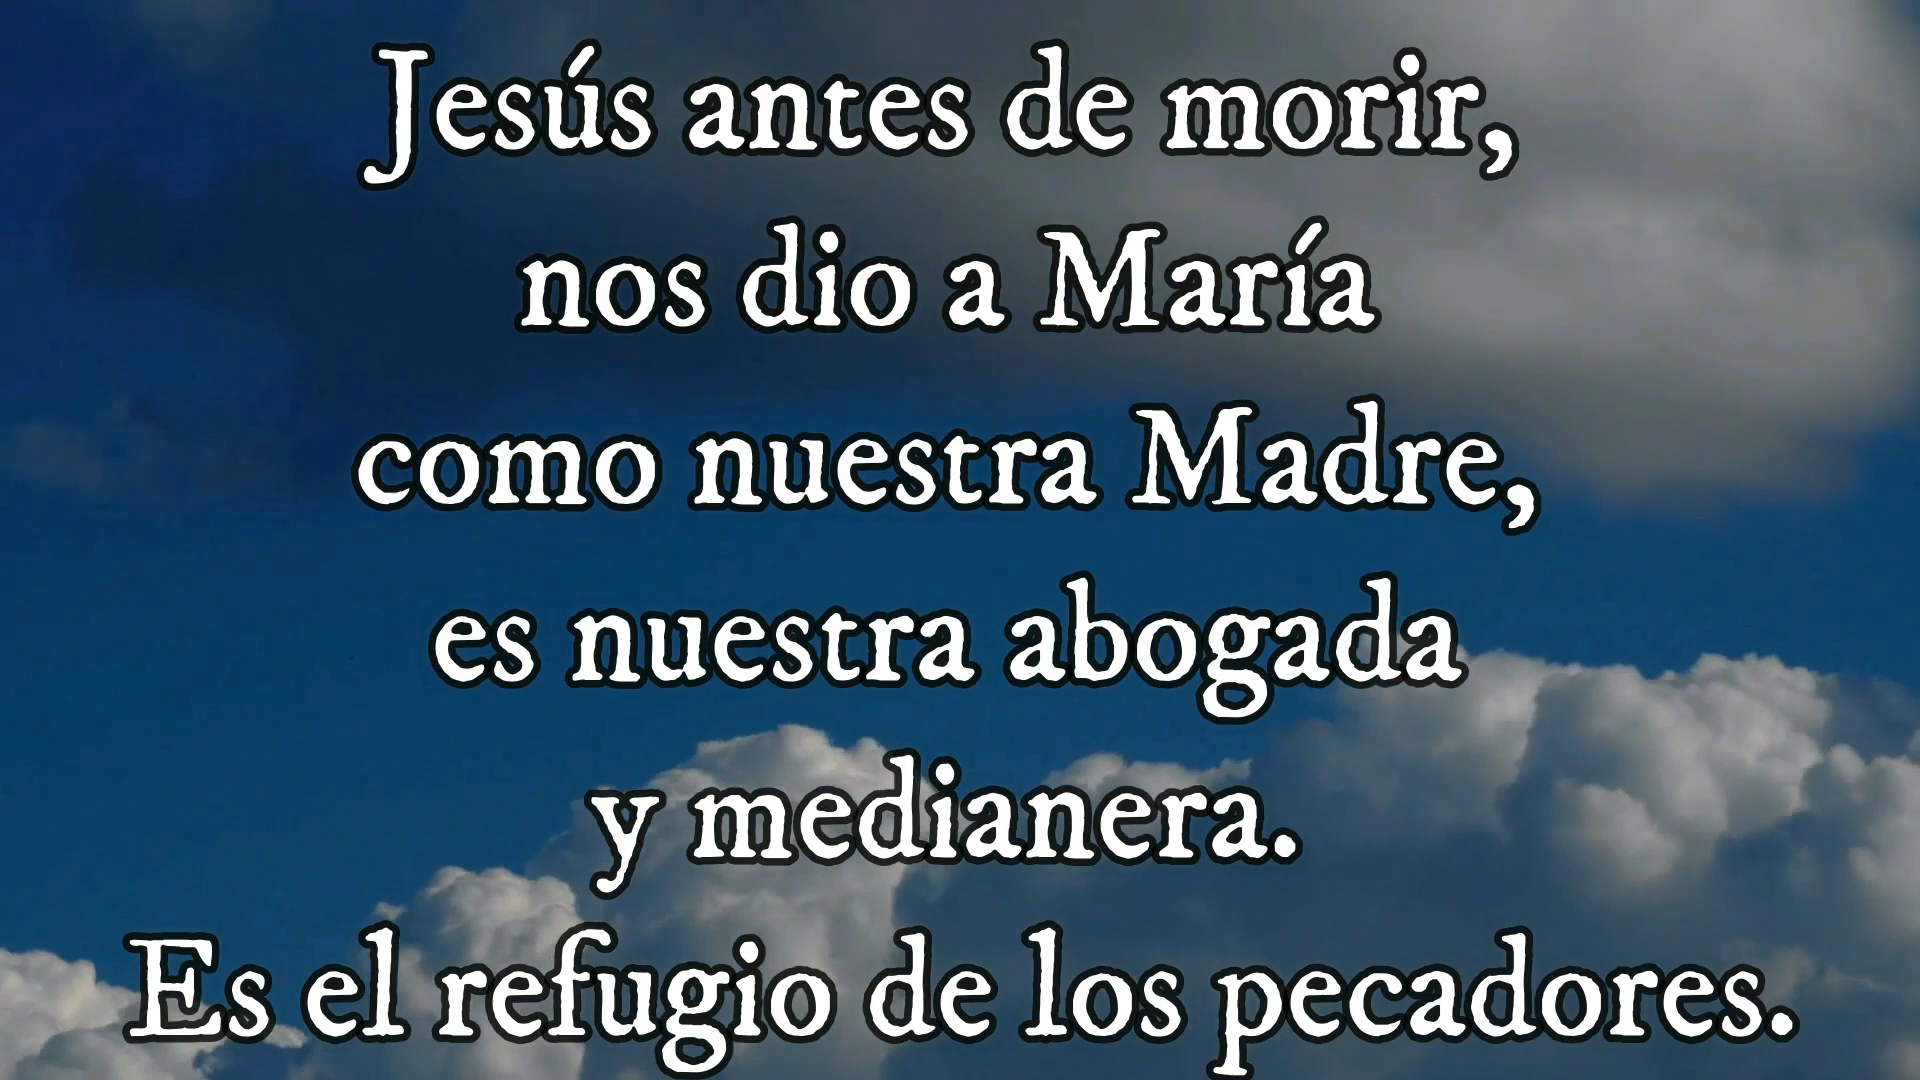 Jesús antes de morir,
nos dio a María
como nuestra Madre,
es nuestra abogada
y medianera.
Es el refugio de los pecadores.